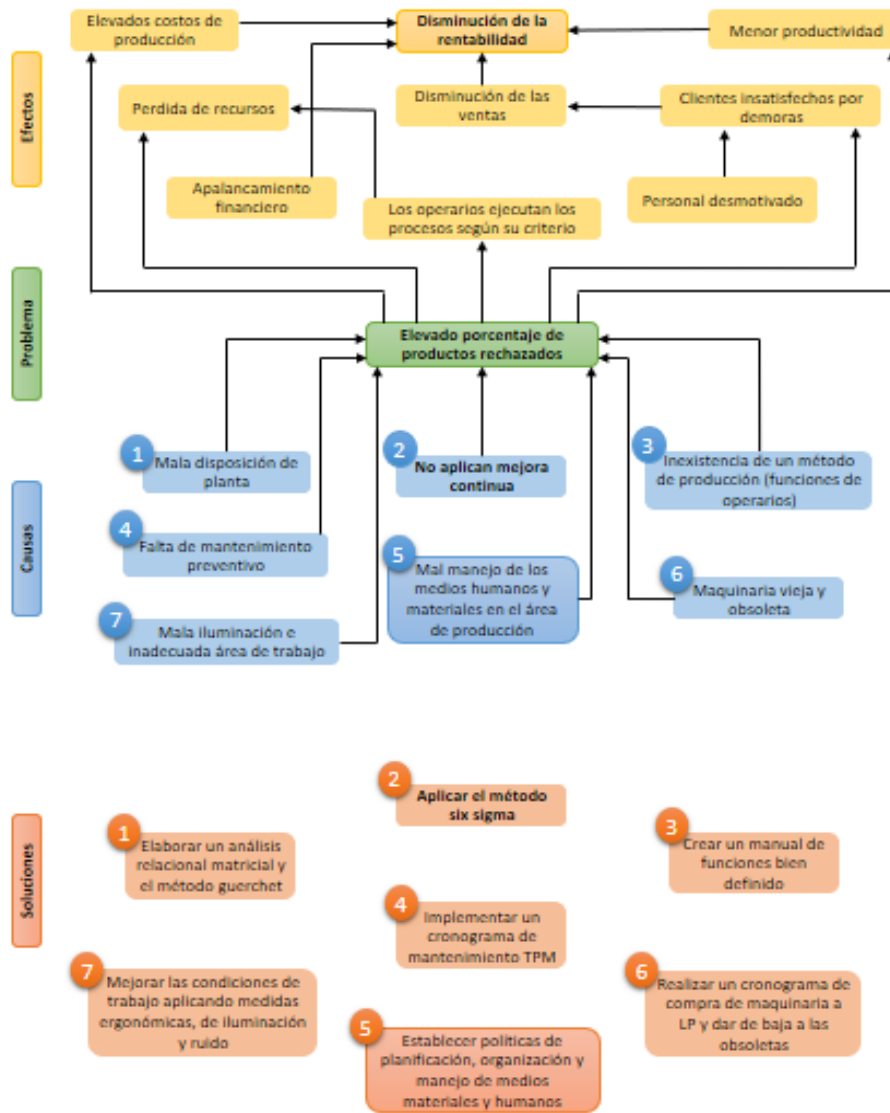 Efectos
Elevados costos de
producción
Disminución de la
rentabilidad
Menor productividad
Perdida de recursos
Disminución de las
ventas
Clientes insatisfechos por
demoras
Apalancamiento
financiero
Los operarios ejecutan los
procesos según su criterio
Personal desmotivado
Problema
Elevado porcentaje de
productos rechazados
Causas
1
Mala disposición de
planta
2
No aplican mejora
continua
3
Inexistencia de un método
de producción (funciones de
operarios)
4
Falta de mantenimiento
preventivo
5
Mal manejo de los
medios humanos y
materiales en el área
de producción
6
Maquinaria vieja y
obsoleta
7
Mala iluminación e
inadecuada área de trabajo
Soluciones
2
Aplicar el método
six sigma
1
Elaborar un análisis
relacional matricial y
el método guerchet
3
Crear un manual de
funciones bien
definido
4
Implementar un
cronograma de
mantenimiento TPM
7
Mejorar las condiciones de
trabajo aplicando medidas
ergonómicas, de iluminación
y ruido
6
Realizar un cronograma de
compra de maquinaria a
LP y dar de baja a las
obsoletas
5
Establecer políticas de
planificación, organización y
manejo de medios
materiales y humanos